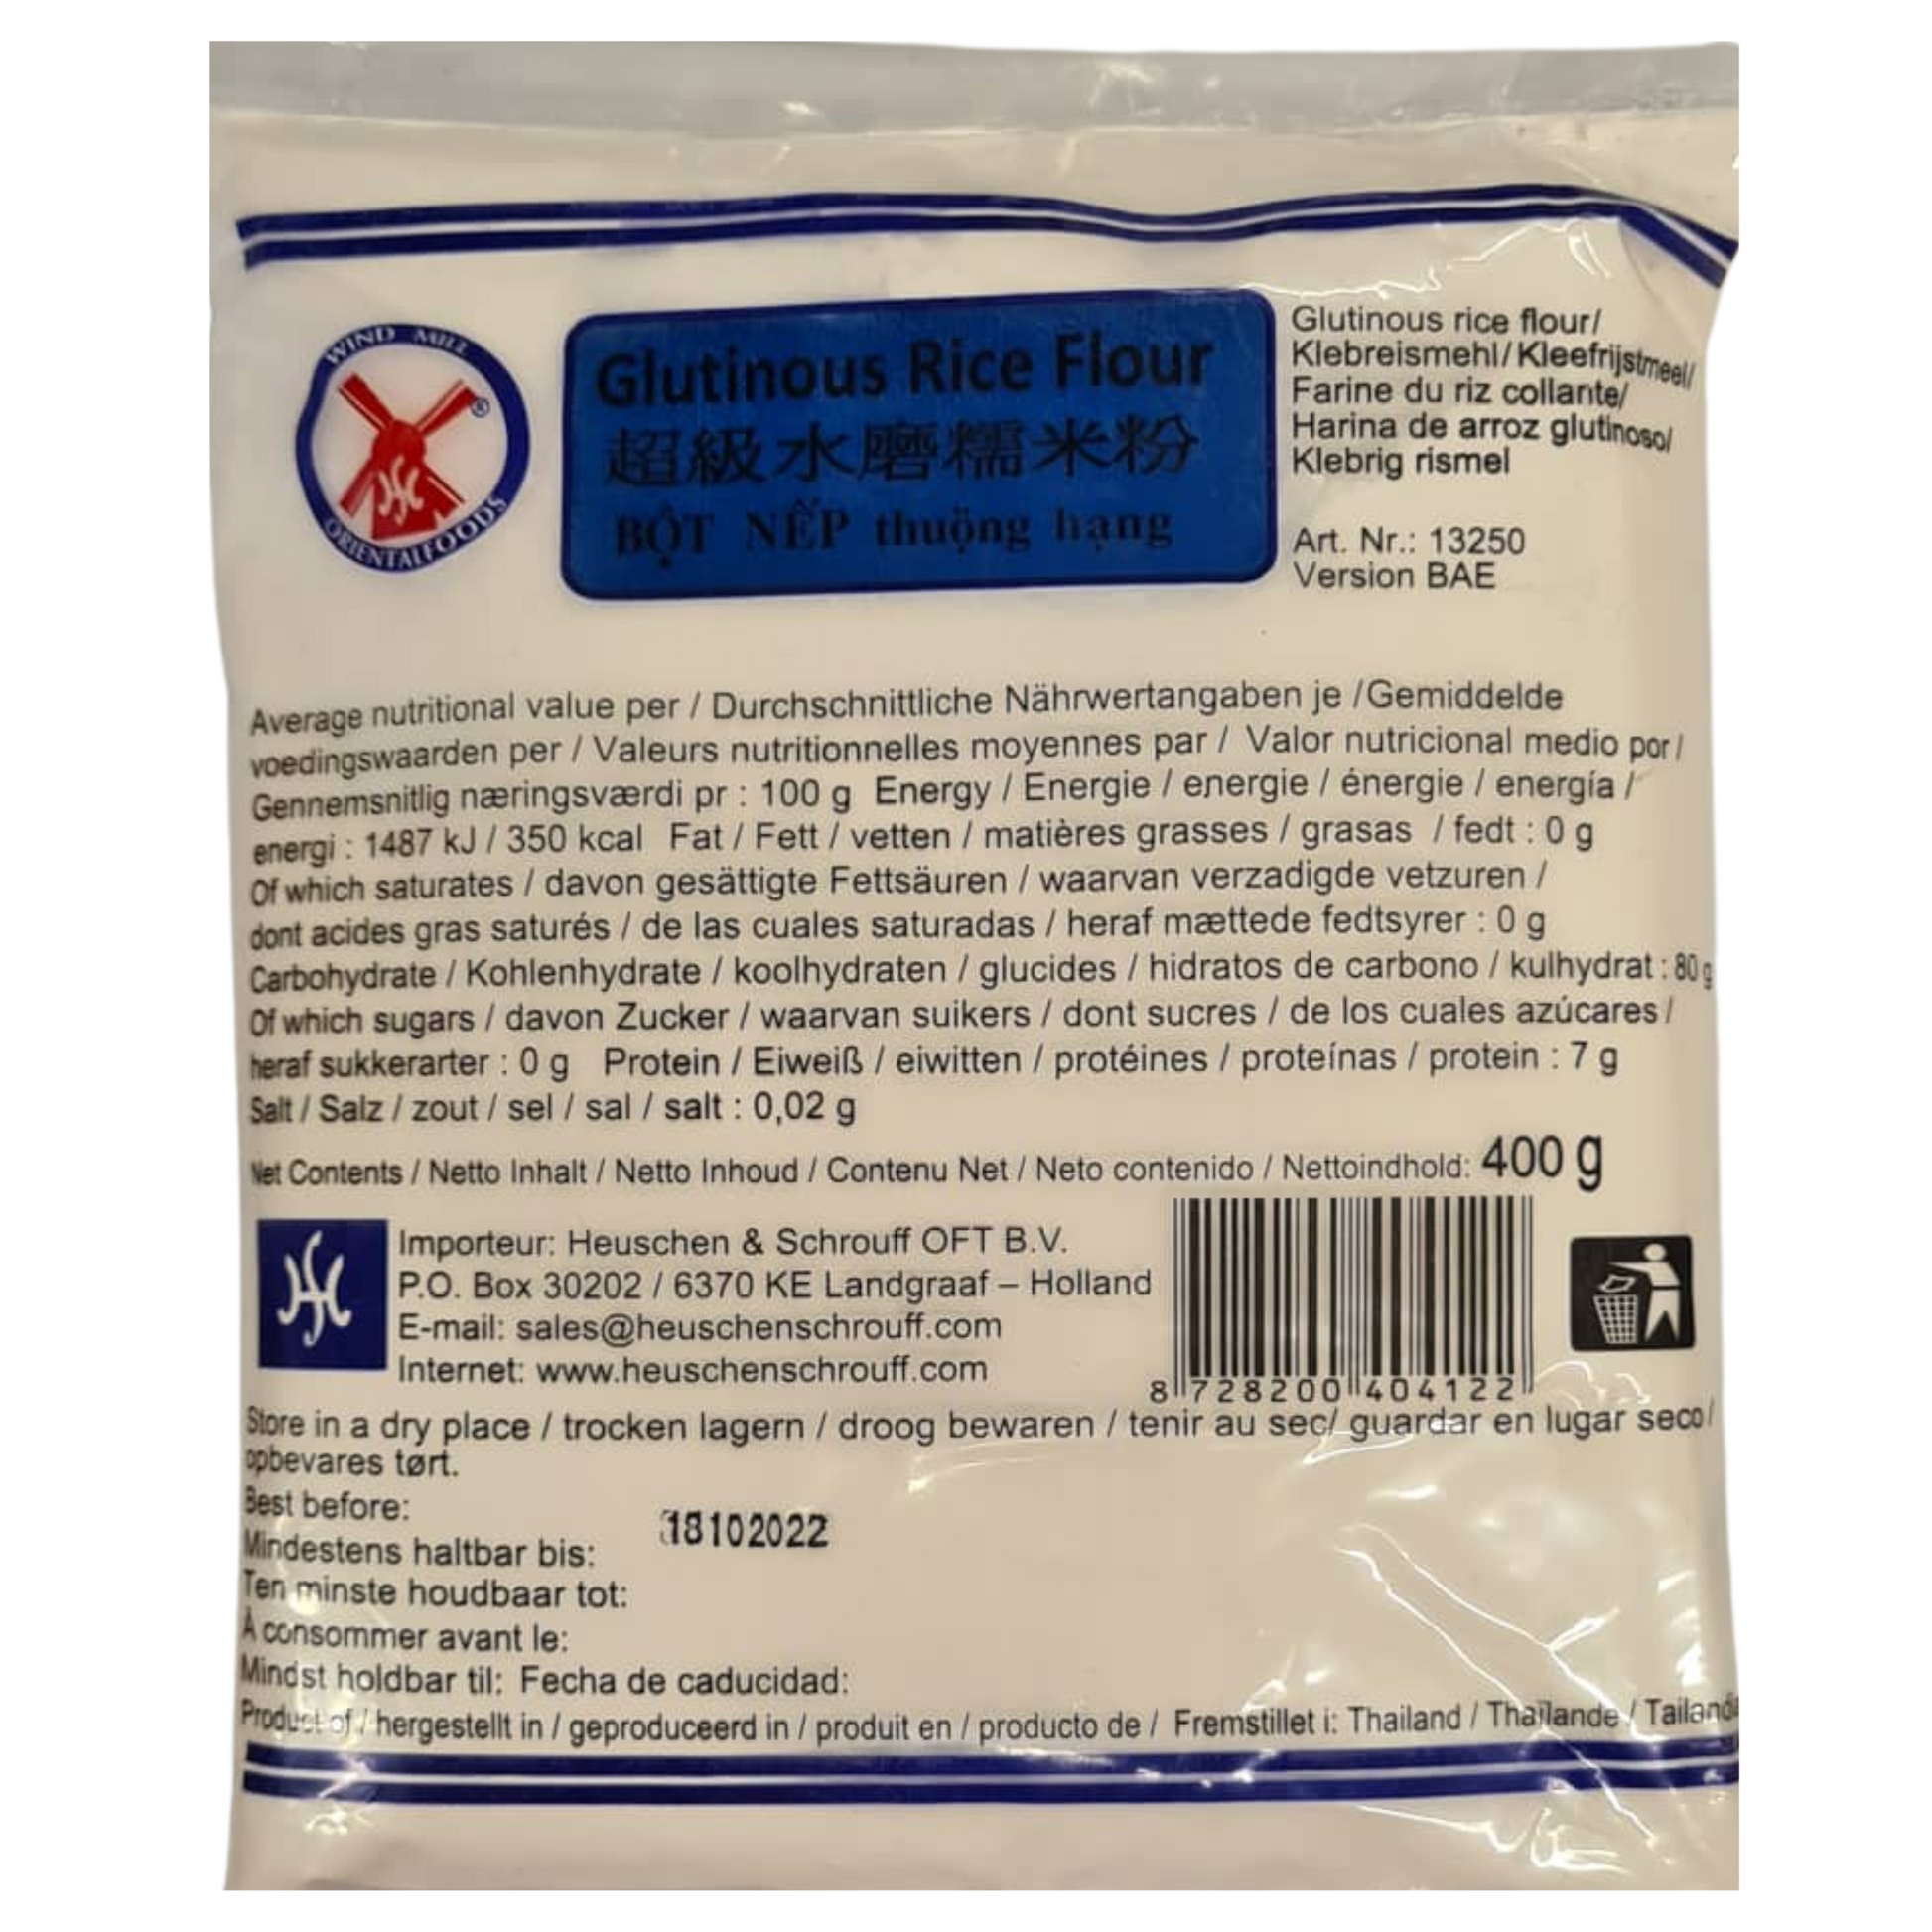 WIND MILL
ORIENTAL FOODS
®
Glutinous Rice Flour
超級水磨糯米粉
BỘT NẾP thuộng hạng
Glutinous rice flour/
Klebreismehl/Kleefrijstmeel/
Farine du riz collante/
Harina de arroz glutinoso/
Klebrig rismel
Art. Nr.: 13250
Version BAE
Average nutritional value per / Durchschnittliche Nährwertangaben je /Gemiddelde
voedingswaarden per / Valeurs nutritionnelles moyennes par / Valor nutricional medio por /
Gennemsnitlig næringsværdi pr : 100 g Energy / Energie / energie / énergie / energía /
energi : 1487 kJ / 350 kcal Fat / Fett / vetten / matières grasses / grasas / fedt : 0 g
Of which saturates / davon gesättigte Fettsäuren / waarvan verzadigde vetzuren /
dont acides gras saturés / de las cuales saturadas / heraf mættede fedtsyrer : 0 g
Carbohydrate / Kohlenhydrate / koolhydraten / glucides / hidratos de carbono / kulhydrat : 80 g
Of which sugars / davon Zucker / waarvan suikers / dont sucres / de los cuales azúcares /
heraf sukkerarter : 0 g Protein / Eiweiß / eiwitten / protéines / proteínas / protein : 7 g
Salt / Salz / zout / sel / sal / salt : 0,02 g
Net Contents / Netto Inhalt / Netto Inhoud / Contenu Net / Neto contenido / Nettoindhold: 400 g
Importeur: Heuschen & Schrouff OFT B.V.
P.O. Box 30202 / 6370 KE Landgraaf – Holland
E-mail: sales@heuschenschrouff.com
Internet: www.heuschenschrouff.com
8 728200 404122
Store in a dry place / trocken lagern / droog bewaren / tenir au sec/ guardar en lugar seco/
opbevares tørt.
Best before:
18102022
Mindestens haltbar bis:
Ten minste houdbaar tot:
À consommer avant le:
Mindst holdbar til: Fecha de caducidad:
Product of / hergestellt in / geproduceerd in / produit en / producto de / Fremstillet i: Thailand / Thaïlande / Tailandia